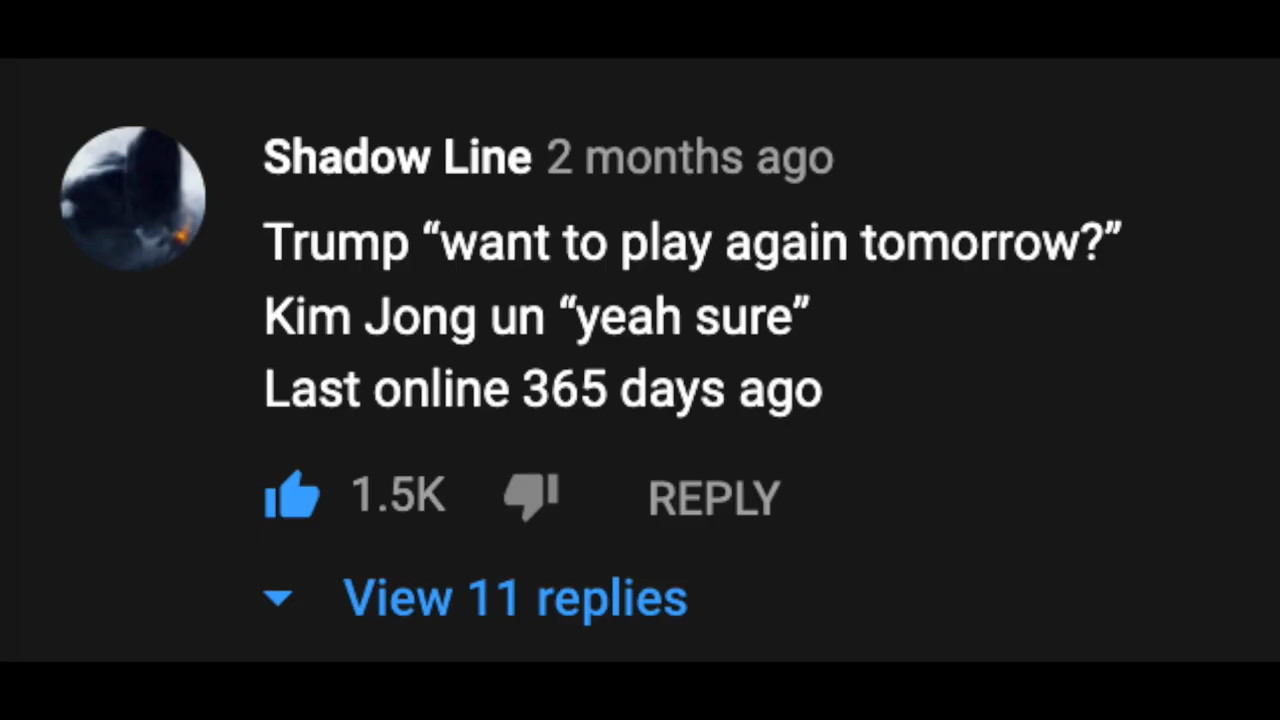 Shadow Line 2 months ago
Trump “want to play again tomorrow?”
Kim Jong un “yeah sure”
Last online 365 days ago
1.5K REPLY
View 11 replies